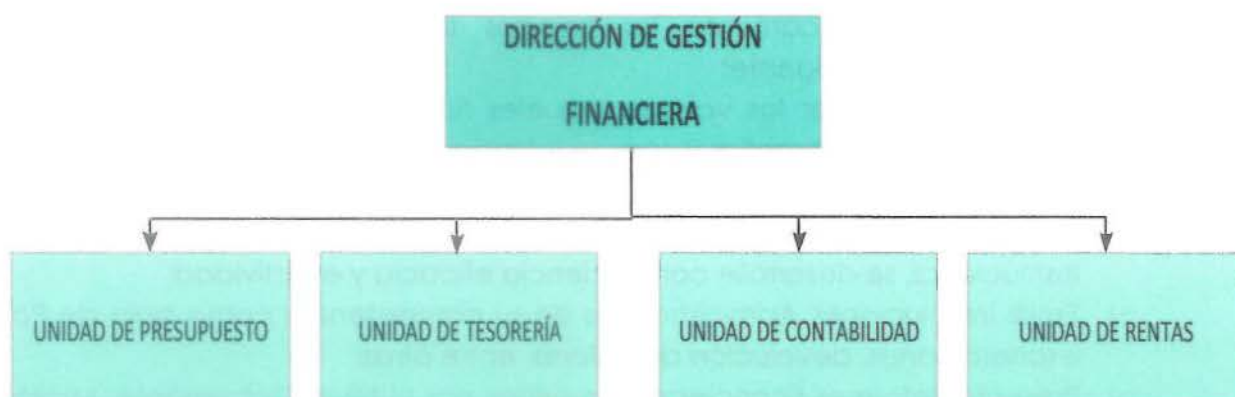 DIRECCIÓN DE GESTIÓN
FINANCIERA
UNIDAD DE PRESUPUESTO
UNIDAD DE TESORERÍA
UNIDAD DE CONTABILIDAD
UNIDAD DE RENTAS